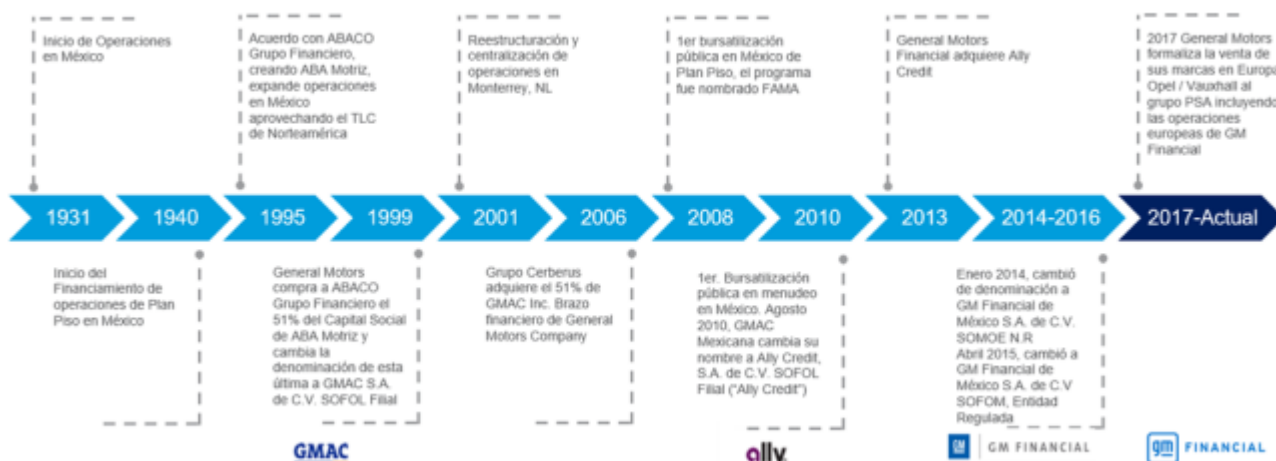 Inicio de Operaciones
en México
Acuerdo con ABACO
Grupo Financiero,
creando ABA Motriz,
expande operaciones
en México
aprovechando el TLC
de Norteamérica
Reestructuración y
centralización de
operaciones en
Monterrey, NL
1er bursatilización
pública en México de
Plan Piso, el programa
fue nombrado FAMA
General Motors
Financial adquiere Ally
Credit
2017 General Motors
formaliza la venta de
sus marcas en Europa
Opel / Vauxhall al
grupo PSA incluyendo
las operaciones
europeas de GM
Financial
1931
1940
1995
1999
2001
2006
2008
2010
2013
2014-2016
2017-Actual
Inicio del
Financiamiento de
operaciones de Plan
Piso en México
General Motors
compra a ABACO
Grupo Financiero el
51% del Capital Social
de ABA Motriz y
cambia la
denominación de esta
última a GMAC S.A.
de C.V. SOFOL Filial
Grupo Cerberus
adquiere el 51% de
GMAC Inc. Brazo
financiero de General
Motors Company
1er. Bursatilización
pública en menudeo
en México. Agosto
2010, GMAC
Mexicana cambia su
nombre a Ally Credit,
S.A. de C.V. SOFOL
Filial ("Ally Credit")
Enero 2014, cambió
de denominación a
GM Financial de
México S.A. de C.V.
SOMOE N.R
Abril 2015, cambió a
GM Financial de
México S.A. de C.V
SOFOM, Entidad
Regulada
GMAC
ally
GM GM FINANCIAL
gm FINANCIAL